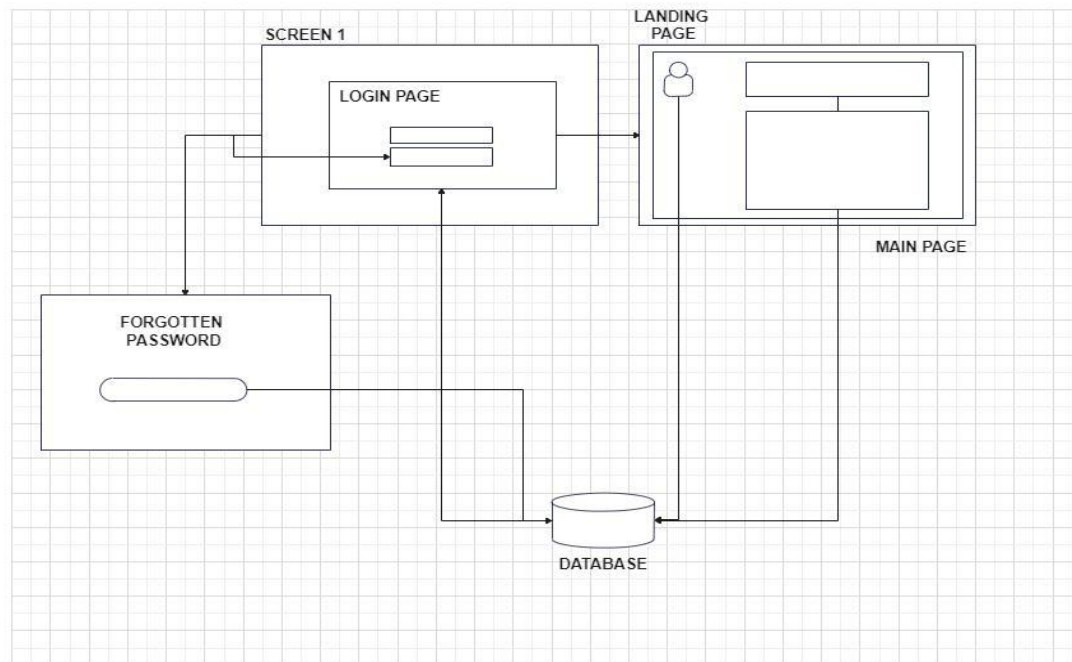 SCREEN 1
LANDING
PAGE
LOGIN PAGE
MAIN PAGE
FORGOTTEN
PASSWORD
DATABASE